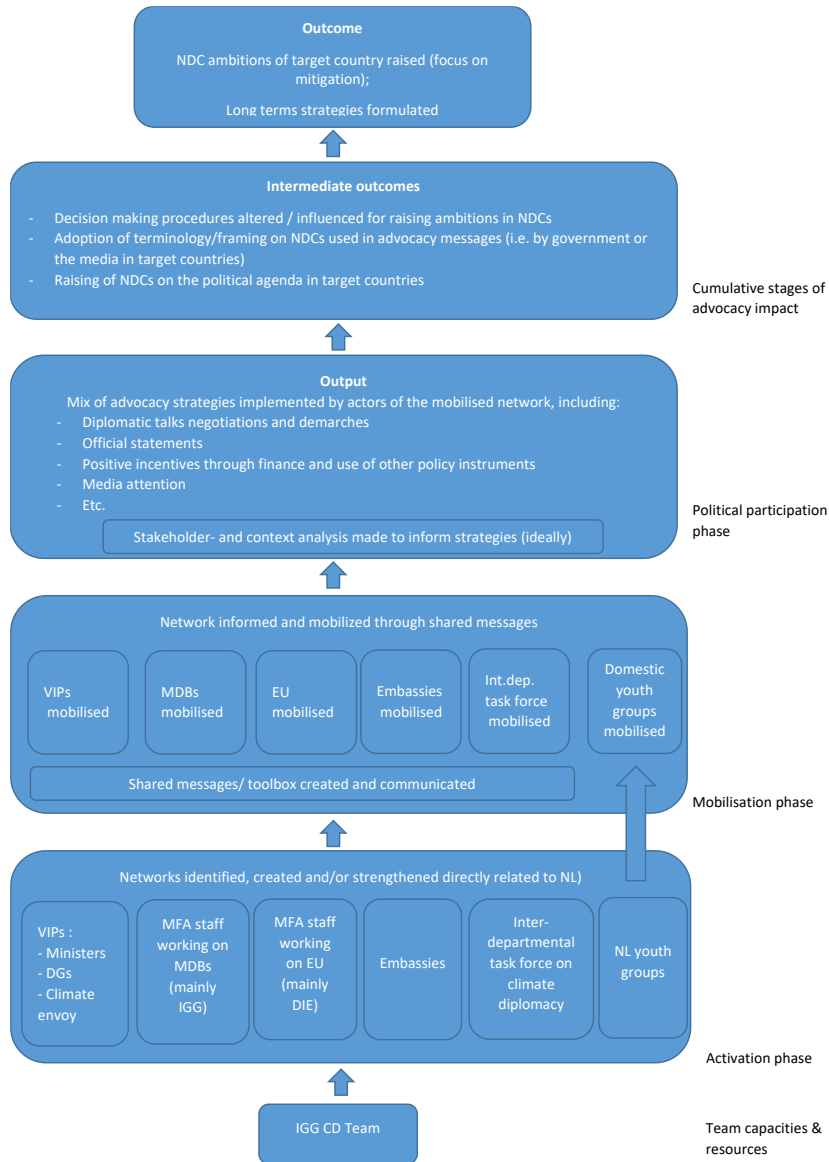 Outcome
NDC ambitions of target country raised (focus on
mitigation);
Long terms strategies formulated
Intermediate outcomes
- Decision making procedures altered / influenced for raising ambitions in NDCs
- Adoption of terminology/framing on NDCs used in advocacy messages (i.e. by government or
the media in target countries)
- Raising of NDCs on the political agenda in target countries
Cumulative stages of
advocacy impact
Output
Mix of advocacy strategies implemented by actors of the mobilised network, including:
- Diplomatic talks negotiations and demarches
- Official statements
- Positive incentives through finance and use of other policy instruments
- Media attention
- Etc.
Stakeholder- and context analysis made to inform strategies (ideally)
Political participation
phase
Network informed and mobilized through shared messages
VIPs
mobilised
MDBs
mobilised
EU
mobilised
Embassies
mobilised
Int.dep.
task force
mobilised
Domestic
youth
groups
mobilised
Shared messages/ toolbox created and communicated
Mobilisation phase
Networks identified, created and/or strengthened directly related to NL)
VIPs :
- Ministers
- DGs
- Climate
envoy
MFA staff
working on
MDBs
(mainly
IGG)
MFA staff
working
on EU
(mainly
DIE)
Embassies
Inter-
departmental
task force on
climate
diplomacy
NL youth
groups
Activation phase
IGG CD Team
Team capacities &
resources